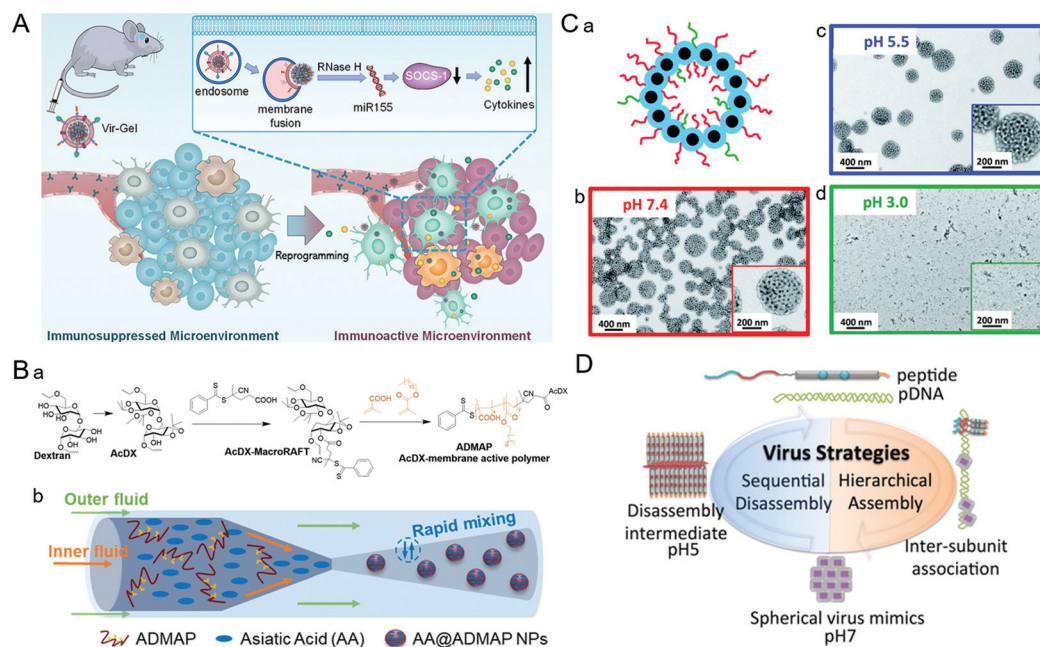 A
Vir-Gel
endosome
membrane
fusion
RNase H
miR155
SOCS-1
Cytokines
Reprogramming
Immunosuppressed Microenvironment
Immunoactive Microenvironment
B a
Dextran
AcDX
AcDX-MacroRAFT
ADMAP
AcDX-membrane active polymer
AcDX
b
Outer fluid
Inner fluid
Rapid mixing
ADMAP
Asiatic Acid (AA)
AA@ADMAP NPs
C a
b
pH 7.4
400 nm
200 nm
c
pH 5.5
400 nm
200 nm
d
pH 3.0
400 nm
200 nm
D
peptide
pDNA
Virus Strategies
Sequential
Disassembly
Hierarchical
Assembly
Disassembly
intermediate
pH5
Inter-subunit
association
Spherical virus mimics
pH7